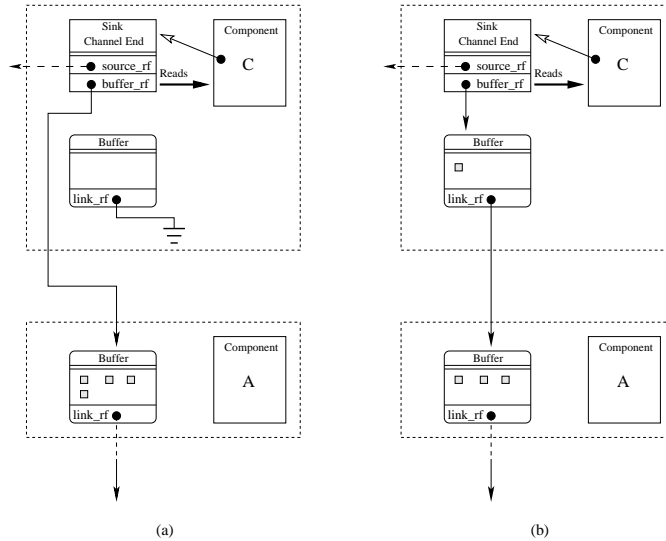 Sink
Channel End
source_rf
buffer_rf
Reads
Component
C
Buffer
link_rf
Buffer
link_rf
Component
A
(a)
Sink
Channel End
source_rf
buffer_rf
Reads
Component
C
Buffer
link_rf
Buffer
link_rf
Component
A
(b)